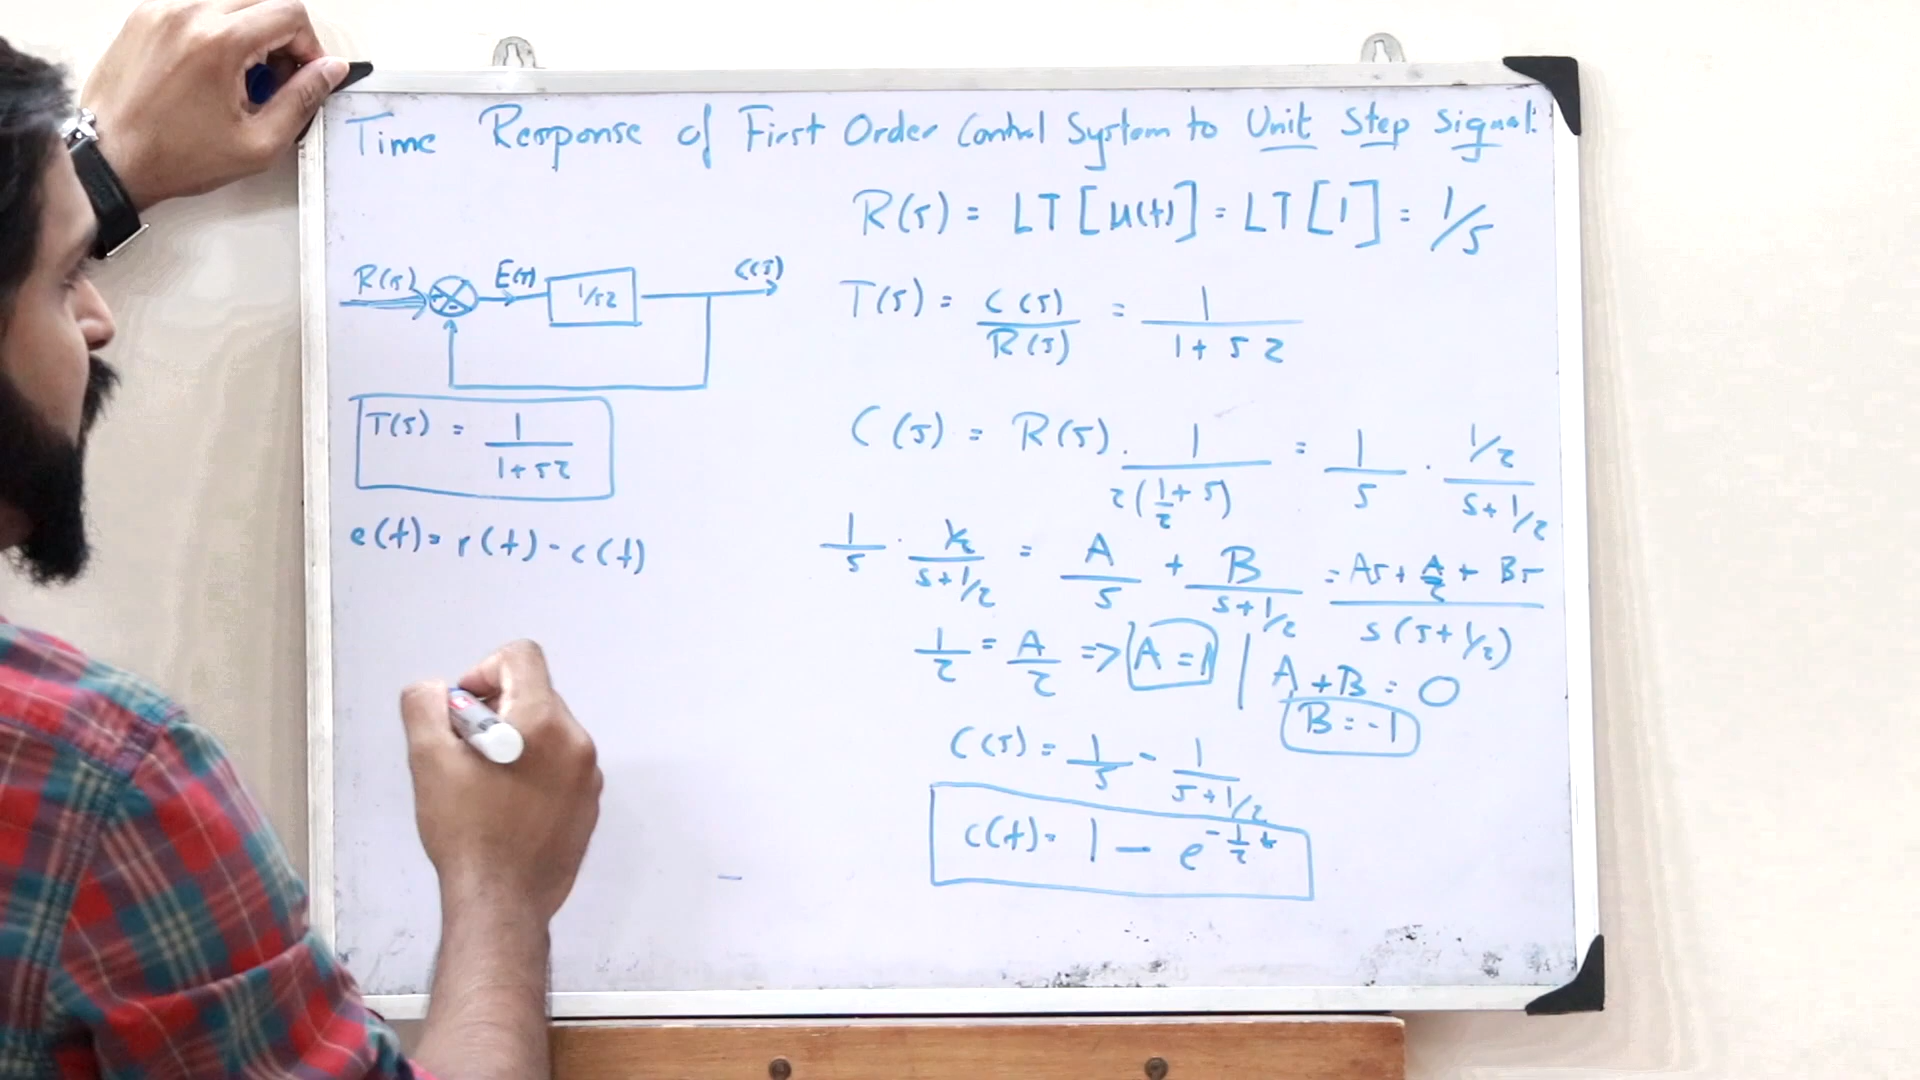 Time Response of First Order Control System to Unit Step Signal:
R(s) = LT[u(t)] = LT[1] = 1/s
R(s) E(s) 1/sτ C(s)
-
T(s) = C(s)/R(s) = 1/(1+sτ)
T(s) = 1/(1+sτ)
C(s) = R(s) . 1/(τ(1/τ + s)) = 1/s . (1/τ)/(s+1/τ)
e(t) = r(t) - c(t)
1/s . (1/τ)/(s+1/τ) = A/s + B/(s+1/τ) = (As + A/τ + Bs)/(s(s+1/τ))
1/τ = A/τ => A = 1 | A + B = 0
B = -1
C(s) = 1/s - 1/(s+1/τ)
c(t) = 1 - e^(-1/τ t)